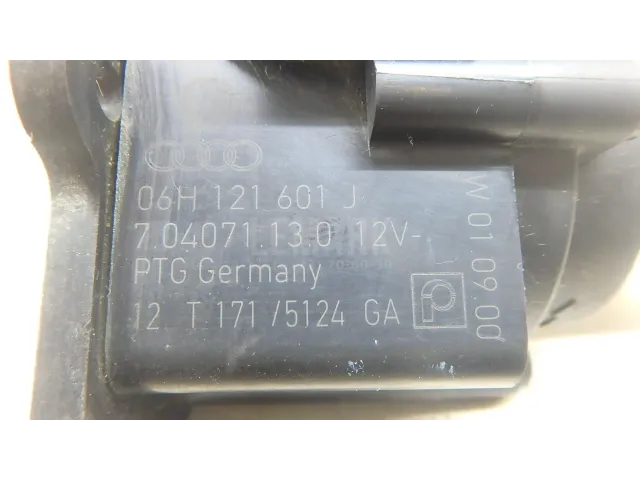 06H 121 601 J
7.04071.13.0 12V-
PTG Germany
12 T 171 /5124 GA
W 01.09.00